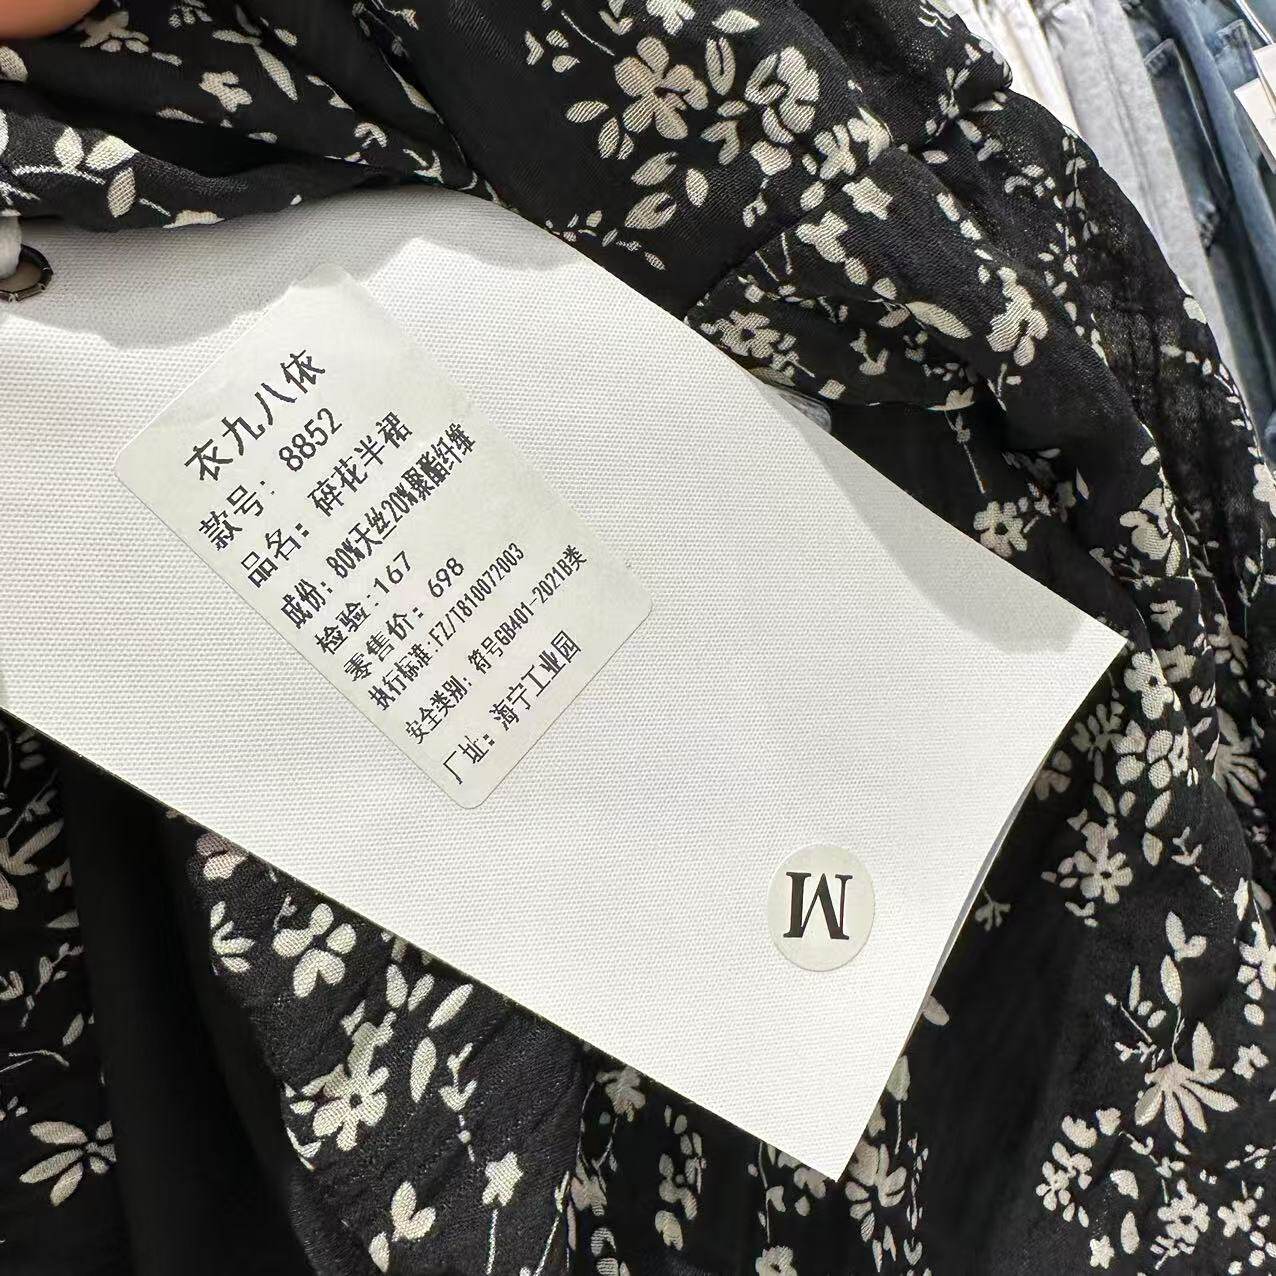 衣九八依
款号: 8852
品名: 碎花半裙
成份: 80%天丝20%聚酯纤维
检验:167
零售价: 698
执行标准:FZ/T810072003
安全类别: 符号GB401-2021B类
厂址: 海宁工业园
M